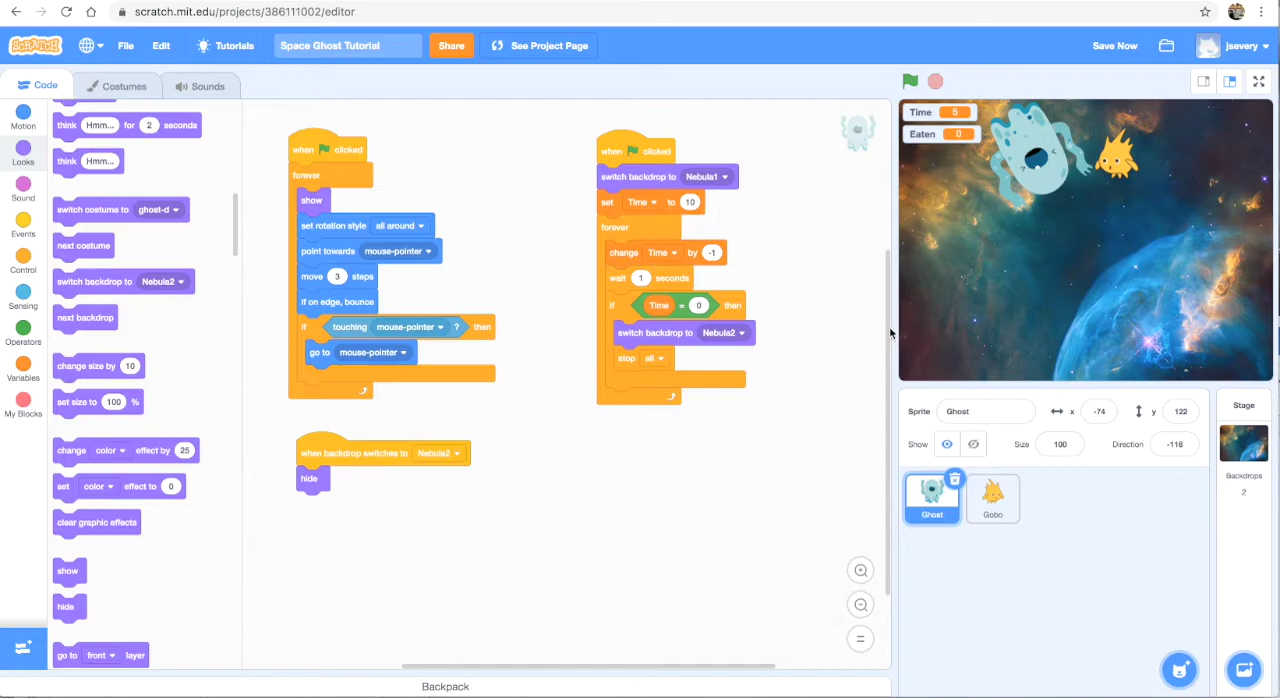 scratch.mit.edu/projects/386111002/editor
SCRATCH File Edit Tutorials Space Ghost Tutorial Share See Project Page Save Now jsevery
Code Costumes Sounds
Motion
Looks
Sound
Events
Control
Sensing
Operators
Variables
My Blocks
think Hmm... for 2 seconds
think Hmm...
switch costume to ghost-d
next costume
switch backdrop to Nebula2
next backdrop
change size by 10
set size to 100 %
change color effect by 25
set color effect to 0
clear graphic effects
show
hide
go to front layer
when clicked
forever
show
set rotation style all around
point towards mouse-pointer
move 3 steps
if on edge, bounce
if touching mouse-pointer ? then
go to mouse-pointer
when backdrop switches to Nebula2
hide
when clicked
switch backdrop to Nebula1
set Time to 10
forever
change Time by -1
wait 1 seconds
if Time = 0 then
switch backdrop to Nebula2
stop all
Time 5
Eaten 0
Sprite Ghost x -74 y 122
Show Size 100 Direction -118
Ghost Gobo
Stage
Backdrops
2
Backpack